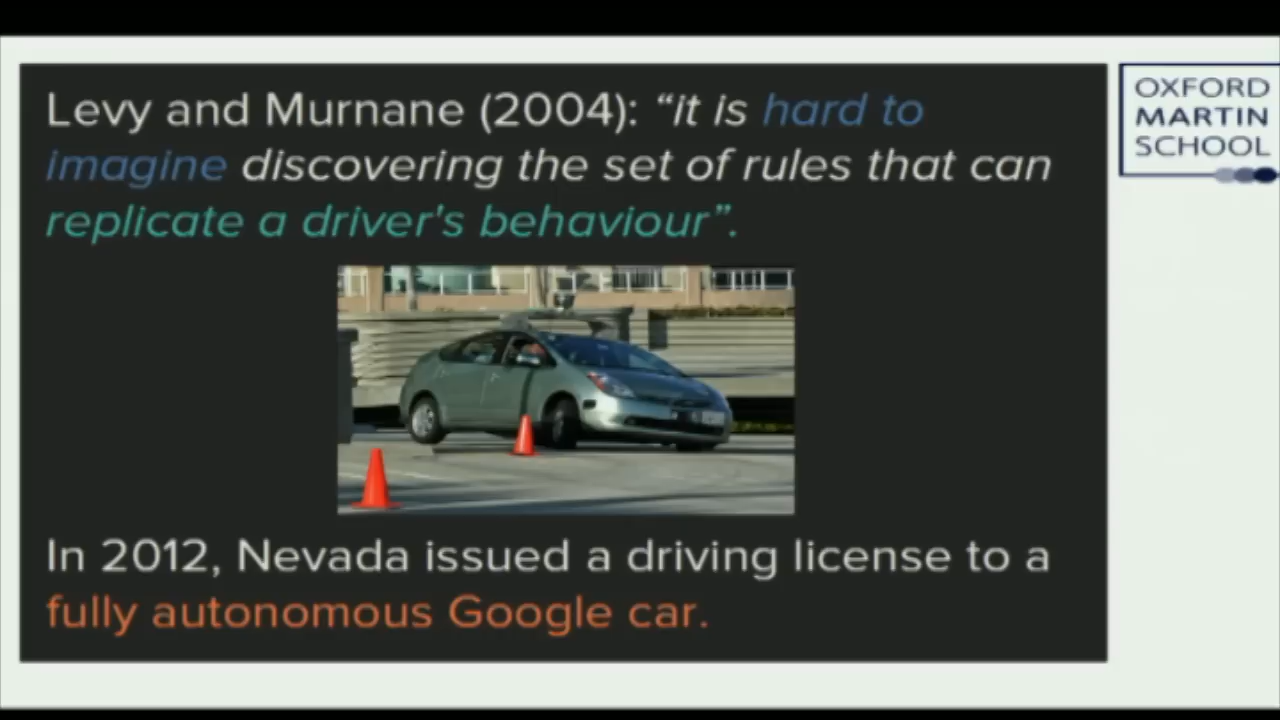 Levy and Murnane (2004): “it is hard to
imagine discovering the set of rules that can
replicate a driver's behaviour”.
In 2012, Nevada issued a driving license to a
fully autonomous Google car.
OXFORD
MARTIN
SCHOOL